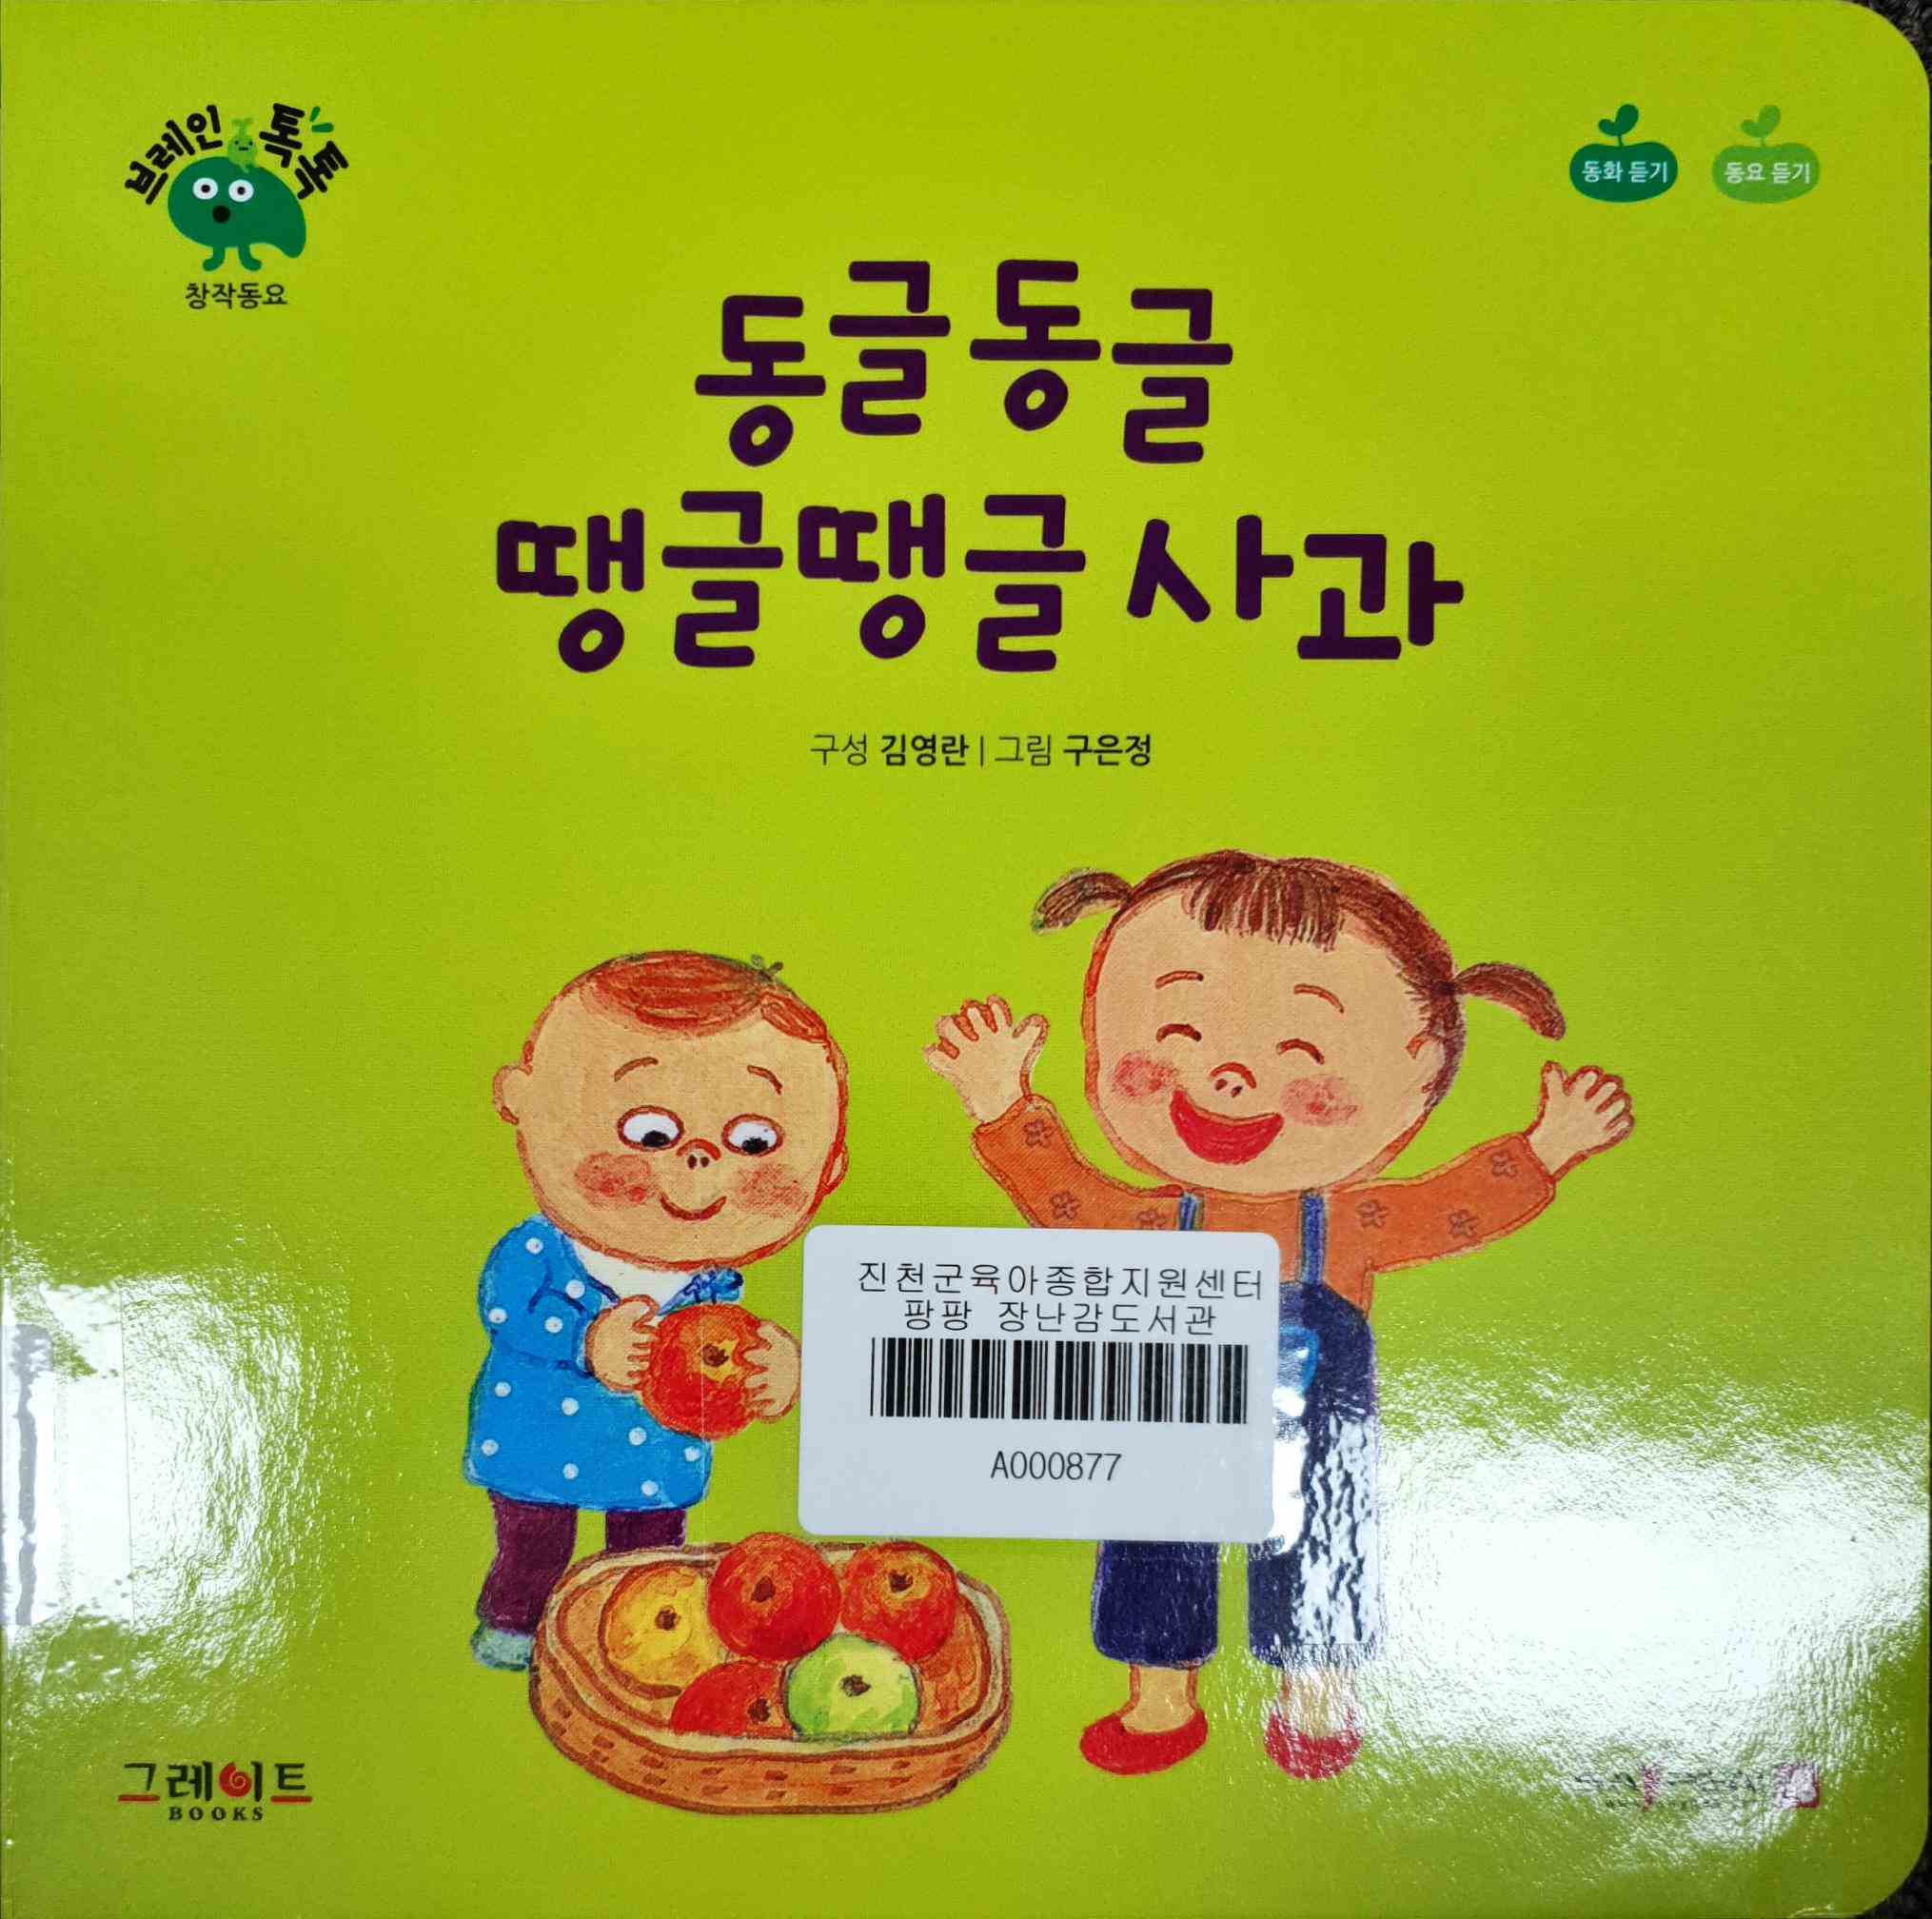 브레인 톡톡
창작동요
동화 듣기
동요 듣기
동글동글
땡글땡글 사과
구성 김영란 | 그림 구은정
진천군육아종합지원센터
팡팡 장난감도서관
A000877
그레이트
BOOKS